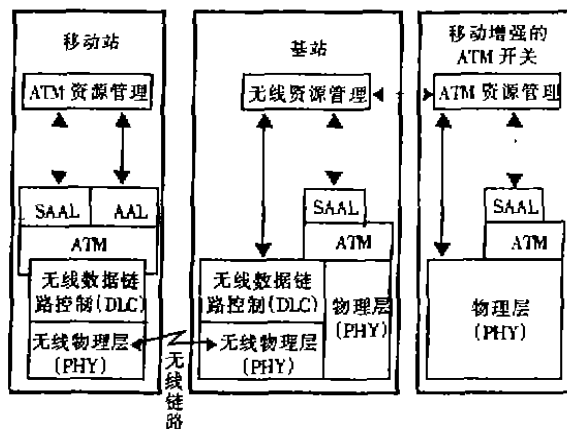 移动站
ATM 资源管理
SAAL
AAL
ATM
无线数据链
路控制(DLC)
无线物理层
(PHY)
无线链路
基站
无线资源管理
SAAL
ATM
无线数据链
路控制(DLC)
无线物理层
(PHY)
物理层
(PHY)
移动增强的
ATM 开关
ATM 资源管理
SAAL
ATM
物理层
(PHY)